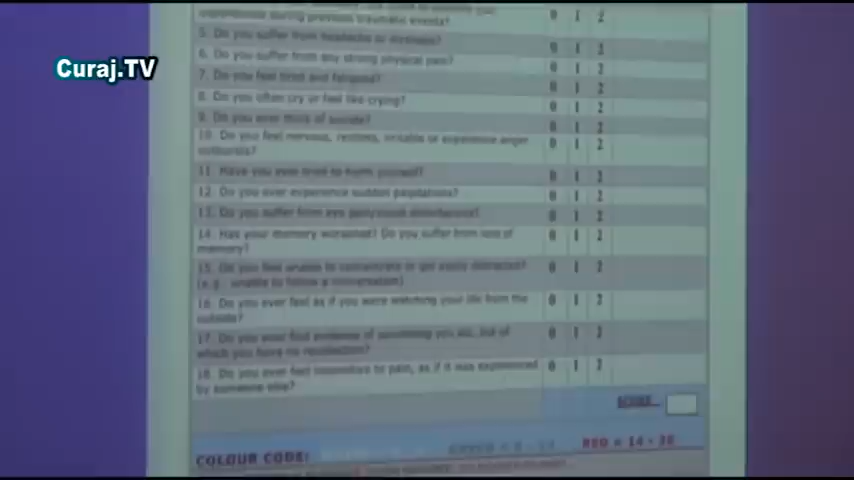 Curaj.TV
experienced during previous traumatic events? 0 1 2
5. Do you suffer from headache or dizziness? 0 1 2
6. Do you suffer from any strong physical pain? 0 1 2
7. Do you feel tired and fatigued? 0 1 2
8. Do you often cry or feel like crying? 0 1 2
9. Do you ever think of suicide? 0 1 2
10. Do you feel nervous, restless, irritable or experience anger 0 1 2
outbursts?
11. Have you ever tried to harm yourself? 0 1 2
12. Do you ever experience sudden palpitations? 0 1 2
13. Do you suffer from eye 0 1 2
14. Has your memory worsened? Do you suffer from loss of 0 1 2
memory?
15. Do you feel unable to concentrate or get easily distracted? 0 1 2
(e.g. unable to follow a conversation)
16. Do you ever feel as if you were watching your life from the 0 1 2
outside?
17. Do you ever find evidence of something you did, but of 0 1 2
which you have no recollection?
18. Do you ever feel insensitive to pain, as if it was experienced 0 1 2
by someone else?
SCORE
COLOUR CODE: RED = 14 - 36